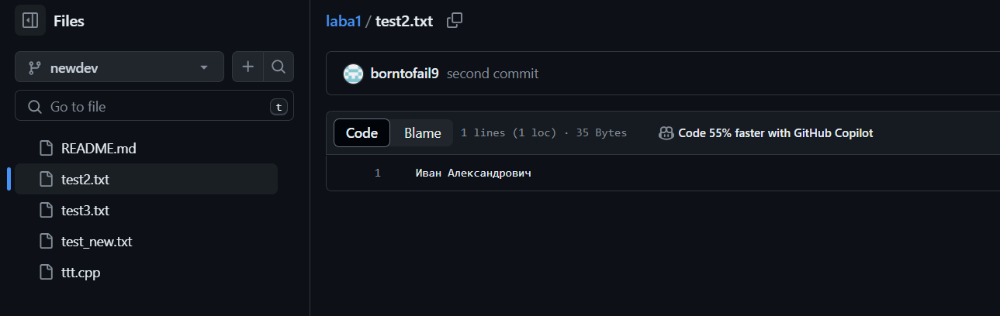 Files
newdev
Go to file
t
README.md
test2.txt
test3.txt
test_new.txt
ttt.cpp
laba1 / test2.txt
borntofail9 second commit
Code Blame 1 lines (1 loc) · 35 Bytes Code 55% faster with GitHub Copilot
1 Иван Александрович